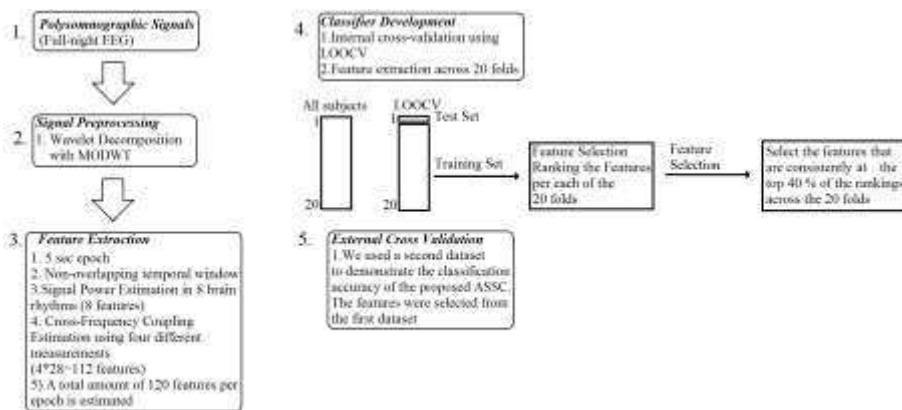 1.
Polysomnographic Signals
(Full-night EEG)
2.
Signal Preprocessing
1. Wavelet Decomposition
with MODWT
3.
Feature Extraction
1. 5 sec epoch
2. Non-overlapping temporal window
3.Signal Power Estimation in 8 brain
rhythms (8 features)
4. Cross-Frequency Coupling
Estimation using four different
measurements
(4*28~112 features)
5).A total amount of 120 features per
epoch is estimated
4.
Classifier Development
1.Internal cross-validation using
LOOCV
2.Feature extraction across 20 folds
All subjects
LOOCV
1
1
Test Set
Training Set
20
20
Feature Selection
Ranking the Features
per each of the
20 folds
Feature
Selection
Select the features that
are consistently at the
top 40 % of the rankings
across the 20 folds
5.
External Cross Validation
1.We used a second dataset
to demonstrate the classification
accuracy of the proposed ASSC.
The features were selected from
the first dataset